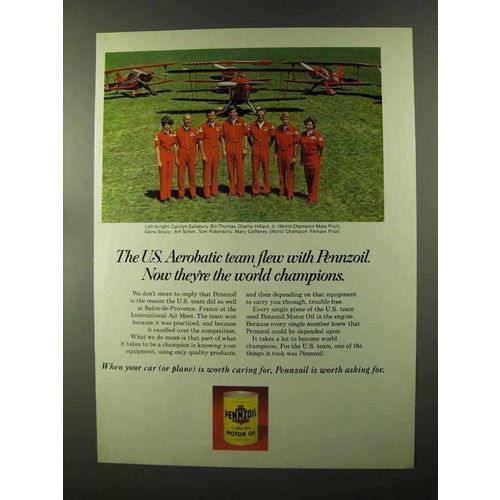 Left to right: Carolyn Salisbury, Bill Thomas, Charlie Hillard, Jr. (World Champion Male Pilot),
Gene Soucy, Art Scholl, Tom Poberezny, Mary Gaffaney (World Champion Female Pilot).
The U.S. Aerobatic team flew with Pennzoil.
Now they're the world champions.
We don't mean to imply that Pennzoil
is the reason the U.S. team did so well
at Salon-de-Provence, France at the
International Air Meet. The team won
because it was practiced, and because
it excelled over the competition.
What we do mean is that part of what
it takes to be a champion is knowing your
equipment, using only quality products,
and then depending on that equipment
to carry you through, trouble-free.
Every single plane of the U.S. team
used Pennzoil Motor Oil in the engine.
Because every single member knew that
Pennzoil could be depended upon.
It takes a lot to become world
champions. For the U.S. team, one of the
things it took was Pennzoil.
When your car (or plane) is worth caring for, Pennzoil is worth asking for.
PENNZOIL
MOTOR OIL